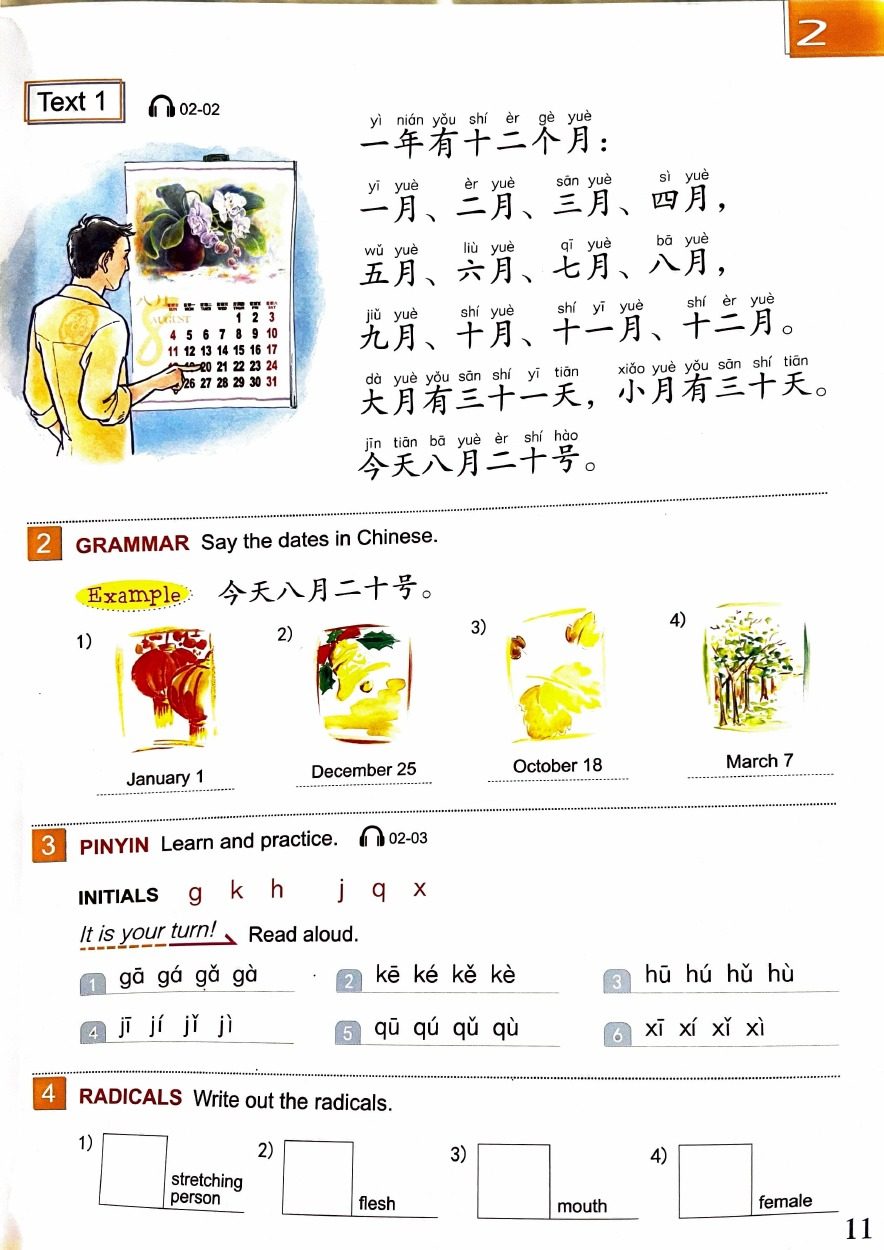 2
Text 1
02-02
yì nián yǒu shí èr gè yuè
一年有十二个月：
yī yuè èr yuè sān yuè sì yuè
一月、二月、三月、四月，
wǔ yuè liù yuè qī yuè bā yuè
五月、六月、七月、八月，
jiǔ yuè shí yuè shí yī yuè shí èr yuè
九月、十月、十一月、十二月。
dà yuè yǒu sān shí yī tiān xiǎo yuè yǒu sān shí tiān
大月有三十一天，小月有三十天。
jīn tiān bā yuè èr shí hào
今天八月二十号。
八月
8
AUGUST
SUN MON TUE WED THU FRI SAT
1 2 3
4 5 6 7 8 9 10
11 12 13 14 15 16 17
20 21 22 23 24
26 27 28 29 30 31
2 GRAMMAR Say the dates in Chinese.
Example 今天八月二十号。
1) 2) 3) 4)
January 1 December 25 October 18 March 7
3 PINYIN Learn and practice. 02-03
INITIALS g k h j q x
It is your turn! Read aloud.
1 gā gá gǎ gà 2 kē ké kě kè 3 hū hú hǔ hù
4 jī jí jǐ jì 5 qū qú qǔ qù 6 xī xí xǐ xì
4 RADICALS Write out the radicals.
1) stretching person 2) flesh 3) mouth 4) female
11